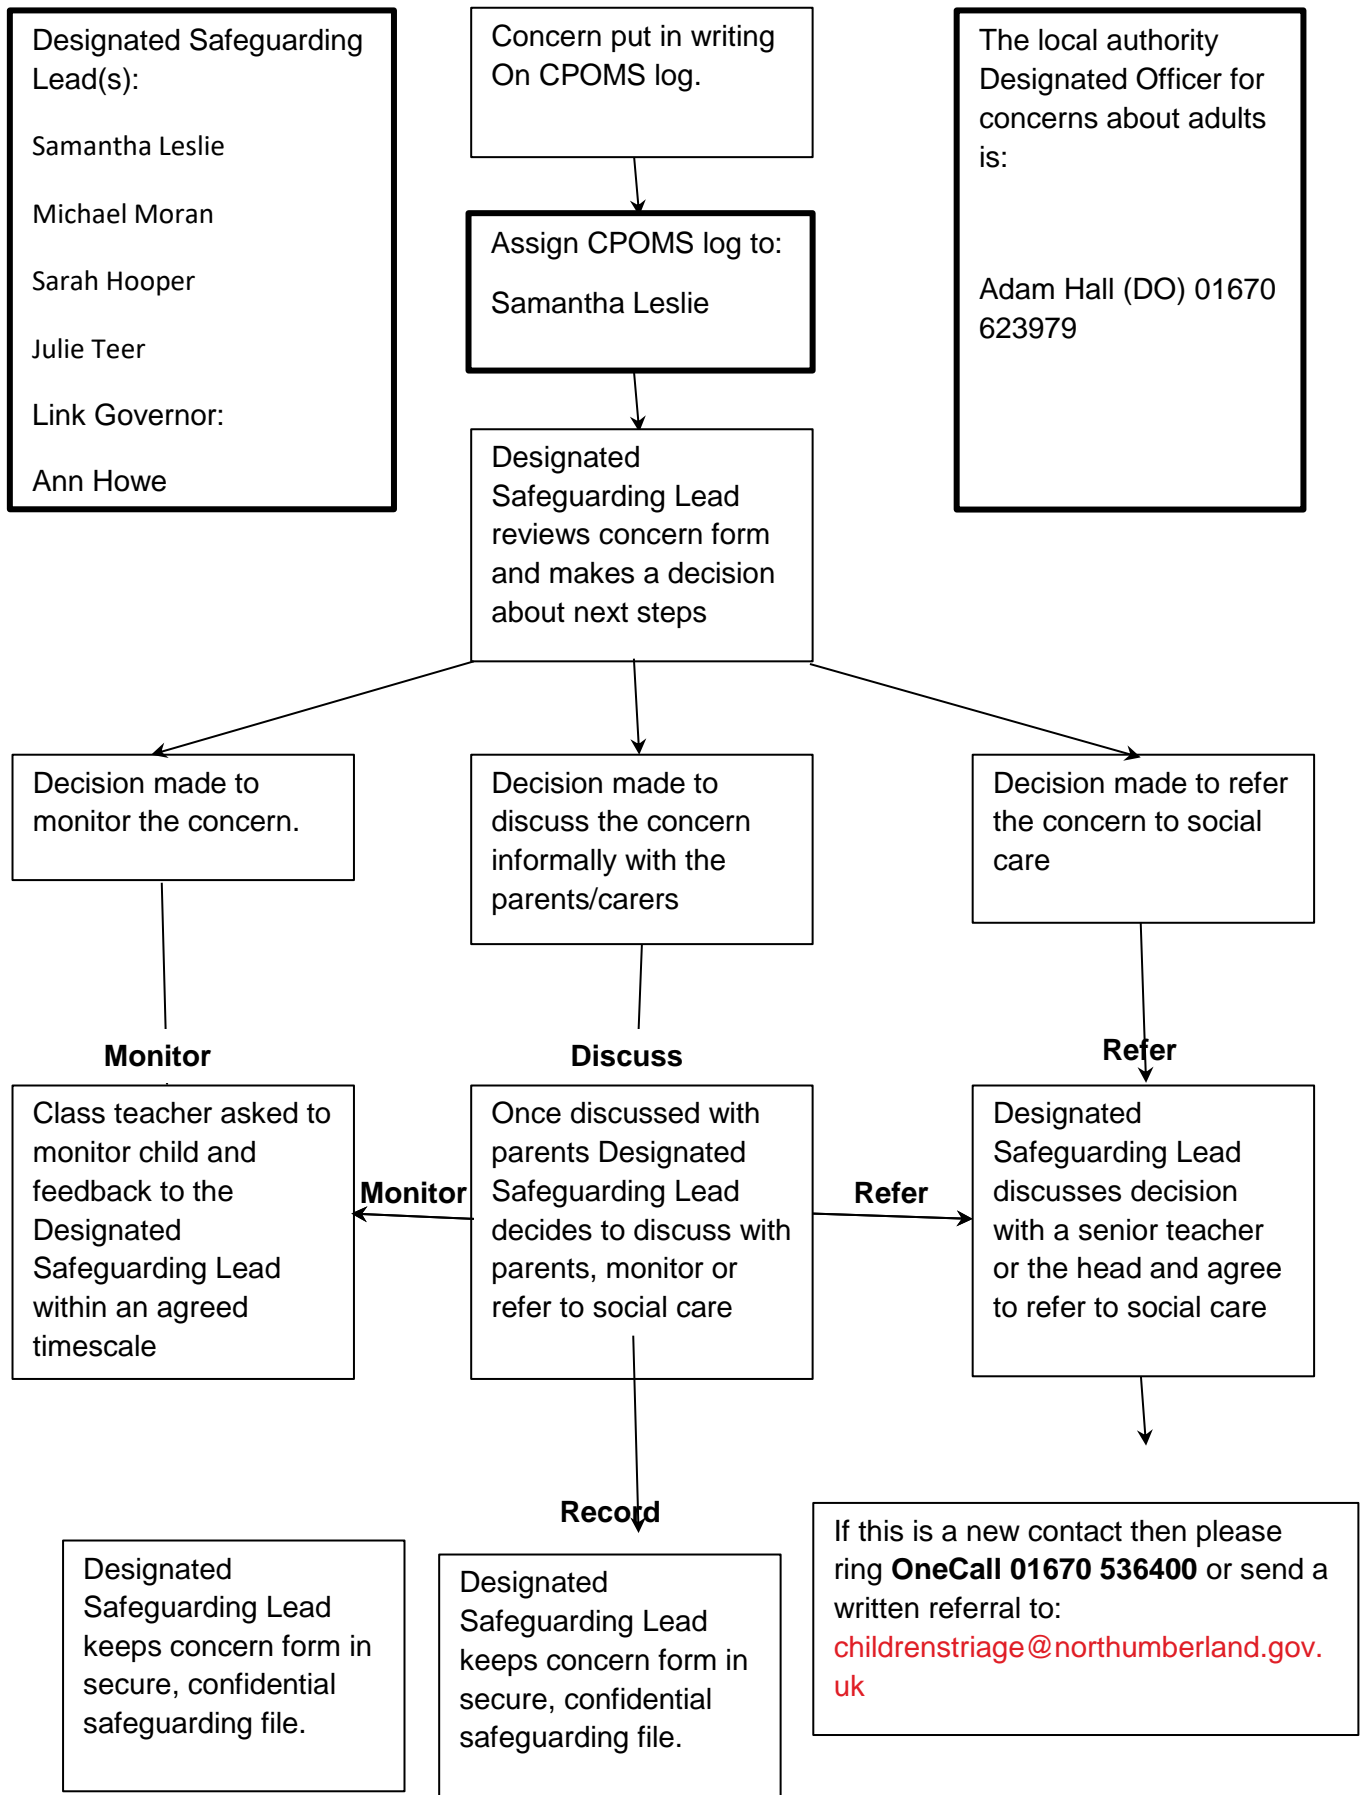 Designated Safeguarding
Lead(s):
Samantha Leslie
Michael Moran
Sarah Hooper
Julie Teer
Link Governor:
Ann Howe
Concern put in writing
On CPOMS log.
The local authority
Designated Officer for
concerns about adults
is:
Adam Hall (DO) 01670
623979
Assign CPOMS log to:
Samantha Leslie
Designated
Safeguarding Lead
reviews concern form
and makes a decision
about next steps
Decision made to
monitor the concern.
Decision made to
discuss the concern
informally with the
parents/carers
Decision made to refer
the concern to social
care
Monitor
Discuss
Refer
Class teacher asked to
monitor child and
feedback to the
Designated
Safeguarding Lead
within an agreed
timescale
Monitor
Once discussed with
parents Designated
Safeguarding Lead
decides to discuss with
parents, monitor or
refer to social care
Refer
Designated
Safeguarding Lead
discusses decision
with a senior teacher
or the head and agree
to refer to social care
Record
Designated
Safeguarding Lead
keeps concern form in
secure, confidential
safeguarding file.
Designated
Safeguarding Lead
keeps concern form in
secure, confidential
safeguarding file.
If this is a new contact then please
ring OneCall 01670 536400 or send a
written referral to:
childrenstriage@northumberland.gov.
uk